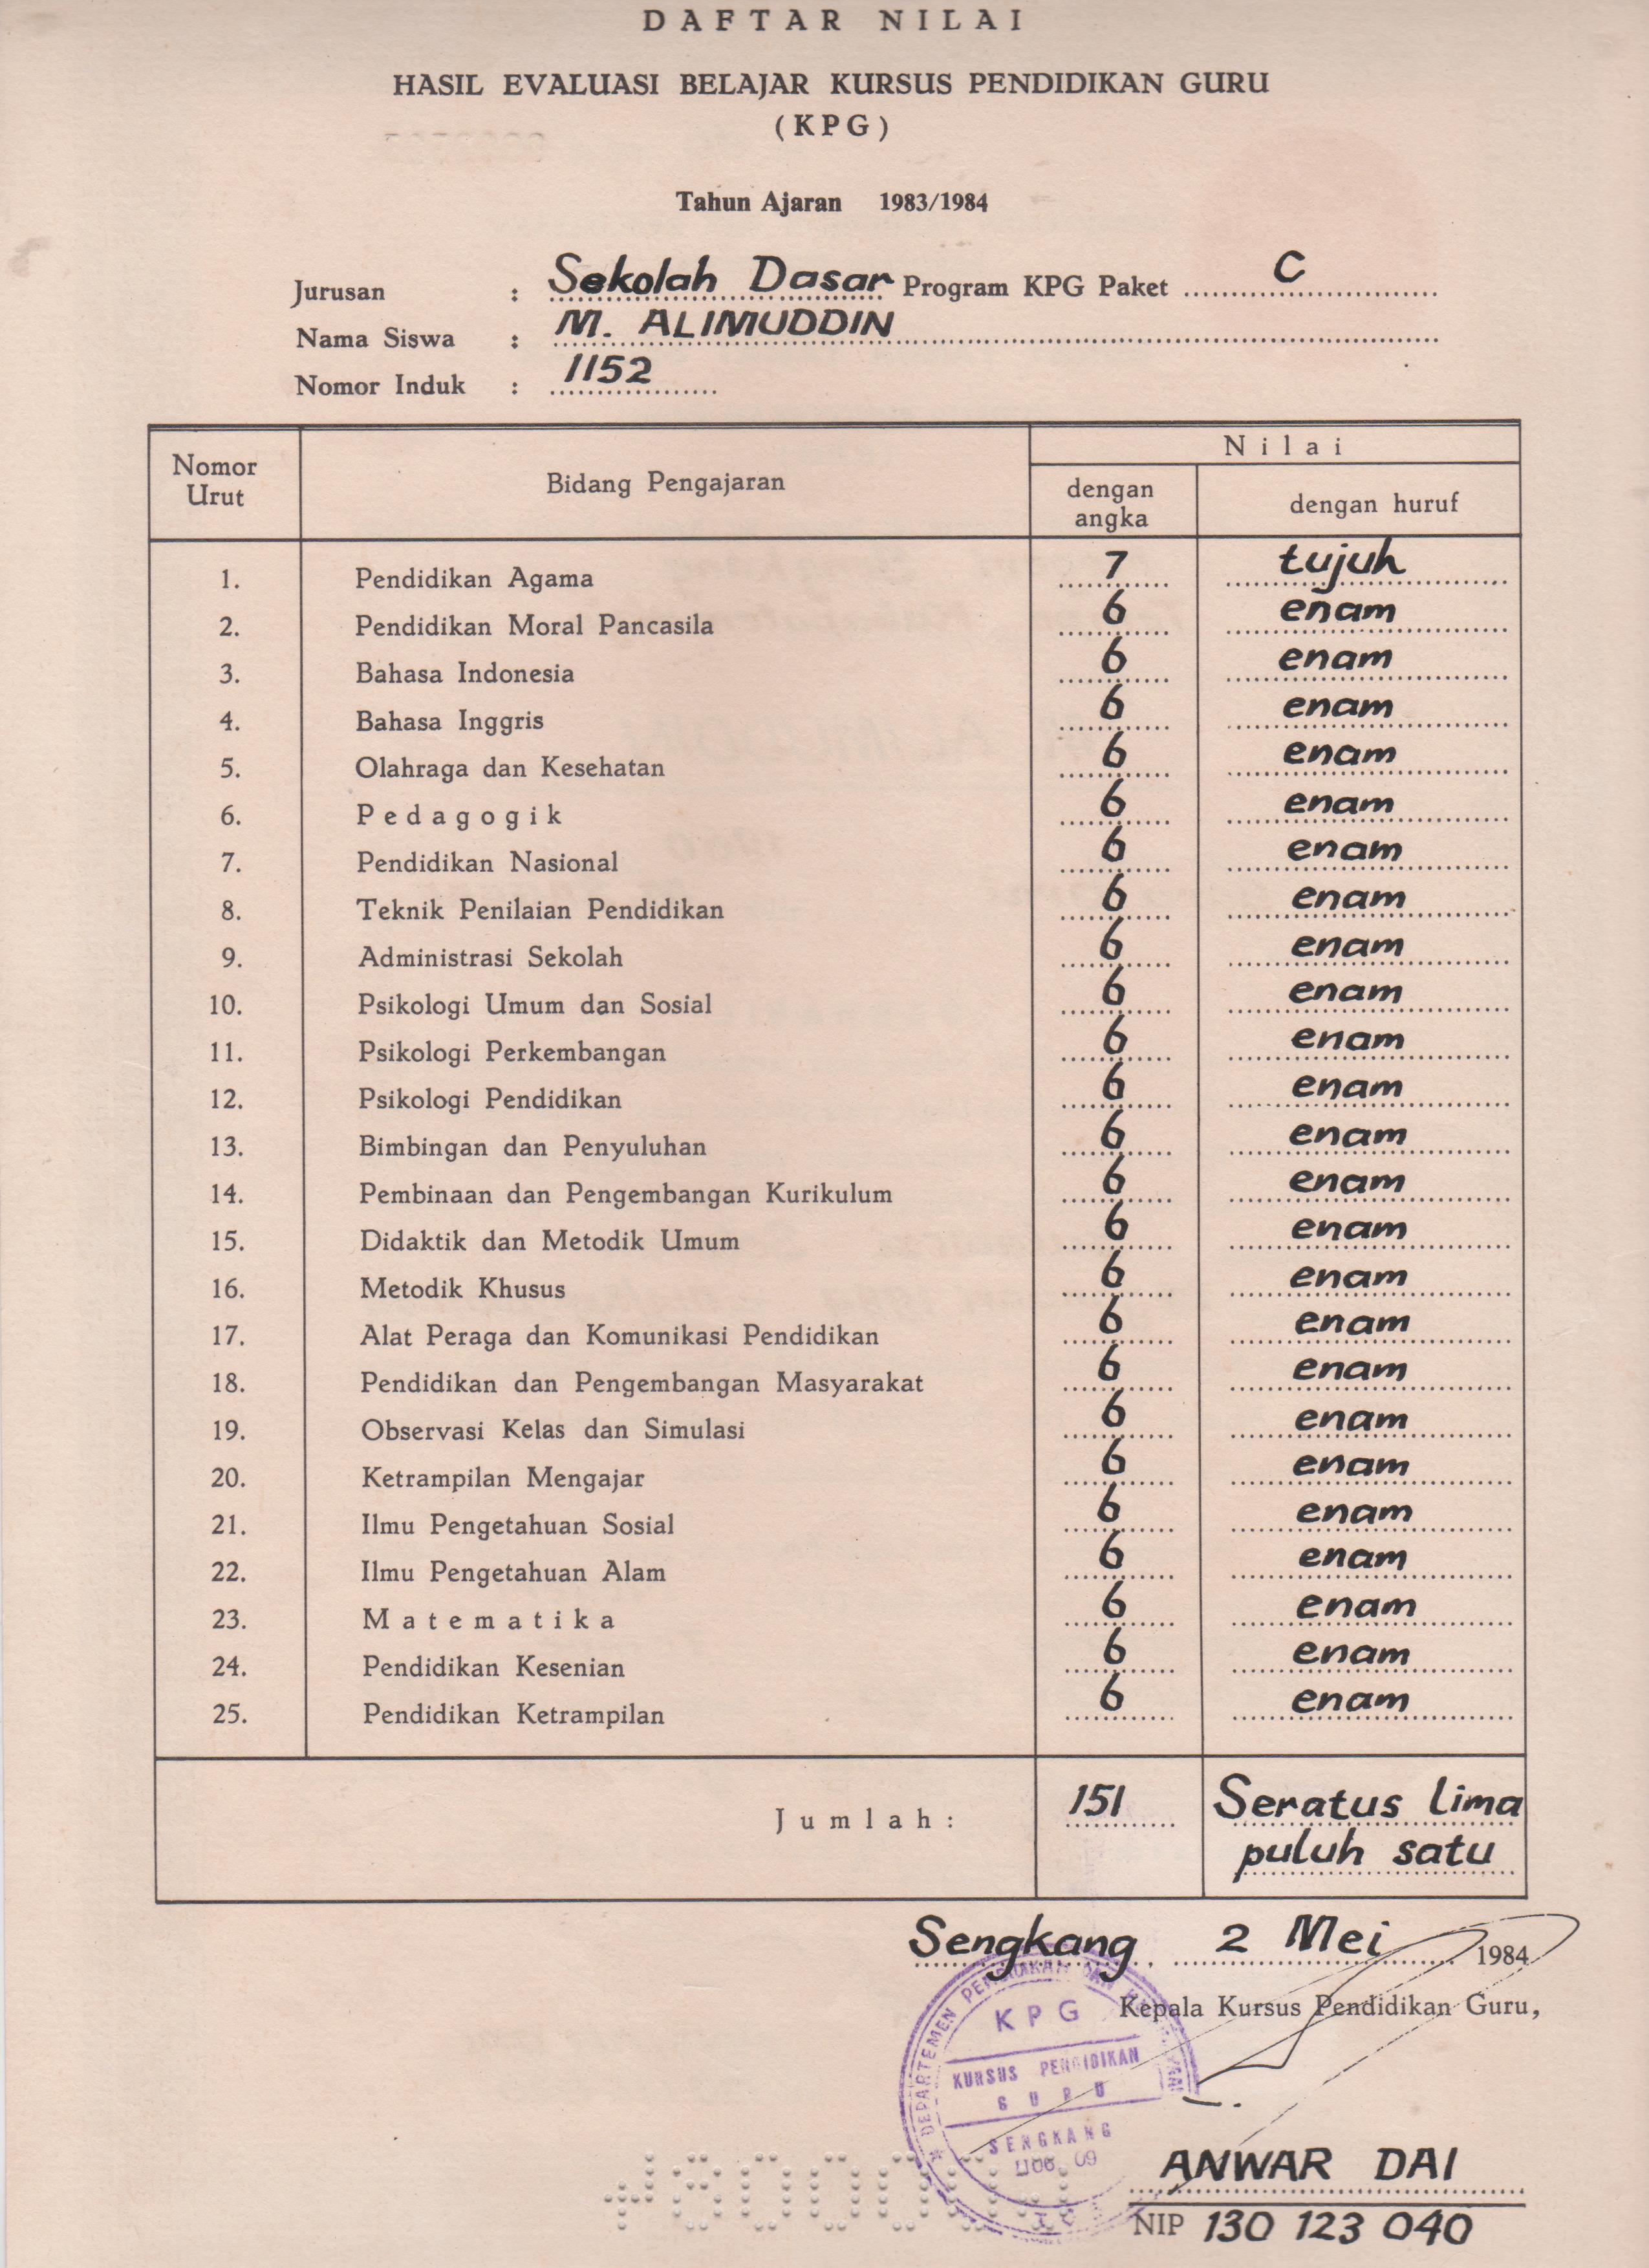 DAFTAR NILAI
HASIL EVALUASI BELAJAR KURSUS PENDIDIKAN GURU
(KPG)
Tahun Ajaran 1983/1984
Jurusan : Sekolah Dasar Program KPG Paket C
Nama Siswa : M. ALIMUDDIN
Nomor Induk : 1152
Nomor Urut Bidang Pengajaran Nilai
dengan angka dengan huruf
1. Pendidikan Agama 7 tujuh
2. Pendidikan Moral Pancasila 6 enam
3. Bahasa Indonesia 6 enam
4. Bahasa Inggris 6 enam
5. Olahraga dan Kesehatan 6 enam
6. Pedagogik 6 enam
7. Pendidikan Nasional 6 enam
8. Teknik Penilaian Pendidikan 6 enam
9. Administrasi Sekolah 6 enam
10. Psikologi Umum dan Sosial 6 enam
11. Psikologi Perkembangan 6 enam
12. Psikologi Pendidikan 6 enam
13. Bimbingan dan Penyuluhan 6 enam
14. Pembinaan dan Pengembangan Kurikulum 6 enam
15. Didaktik dan Metodik Umum 6 enam
16. Metodik Khusus 6 enam
17. Alat Peraga dan Komunikasi Pendidikan 6 enam
18. Pendidikan dan Pengembangan Masyarakat 6 enam
19. Observasi Kelas dan Simulasi 6 enam
20. Ketrampilan Mengajar 6 enam
21. Ilmu Pengetahuan Sosial 6 enam
22. Ilmu Pengetahuan Alam 6 enam
23. Matematika 6 enam
24. Pendidikan Kesenian 6 enam
25. Pendidikan Ketrampilan 6 enam
Jumlah: 151 Seratus lima
puluh satu
Sengkang, 2 Mei 1984
Kepala Kursus Pendidikan Guru,
DEPARTEMEN PENDIDIKAN DAN
KPG
KURSUS PENDIDIKAN
GURU
SENGKANG
ANWAR DAI
NIP 130 123 040